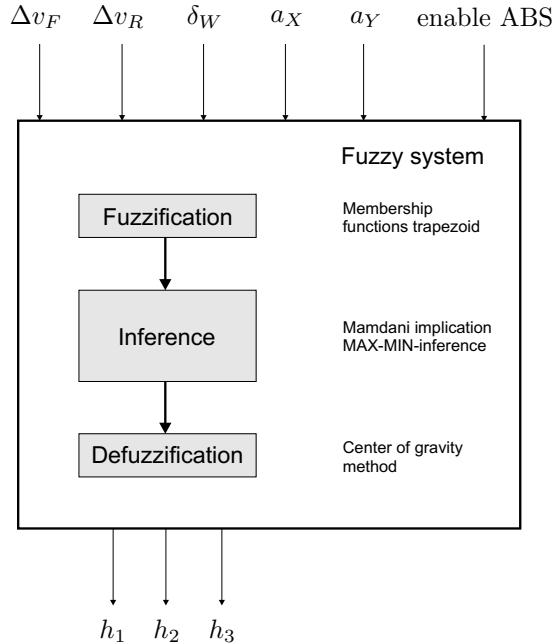 Δv_F Δv_R δ_W a_X a_Y enable ABS
Fuzzy system
Fuzzification
Membership
functions trapezoid
Inference
Mamdani implication
MAX-MIN-inference
Defuzzification
Center of gravity
method
h_1 h_2 h_3